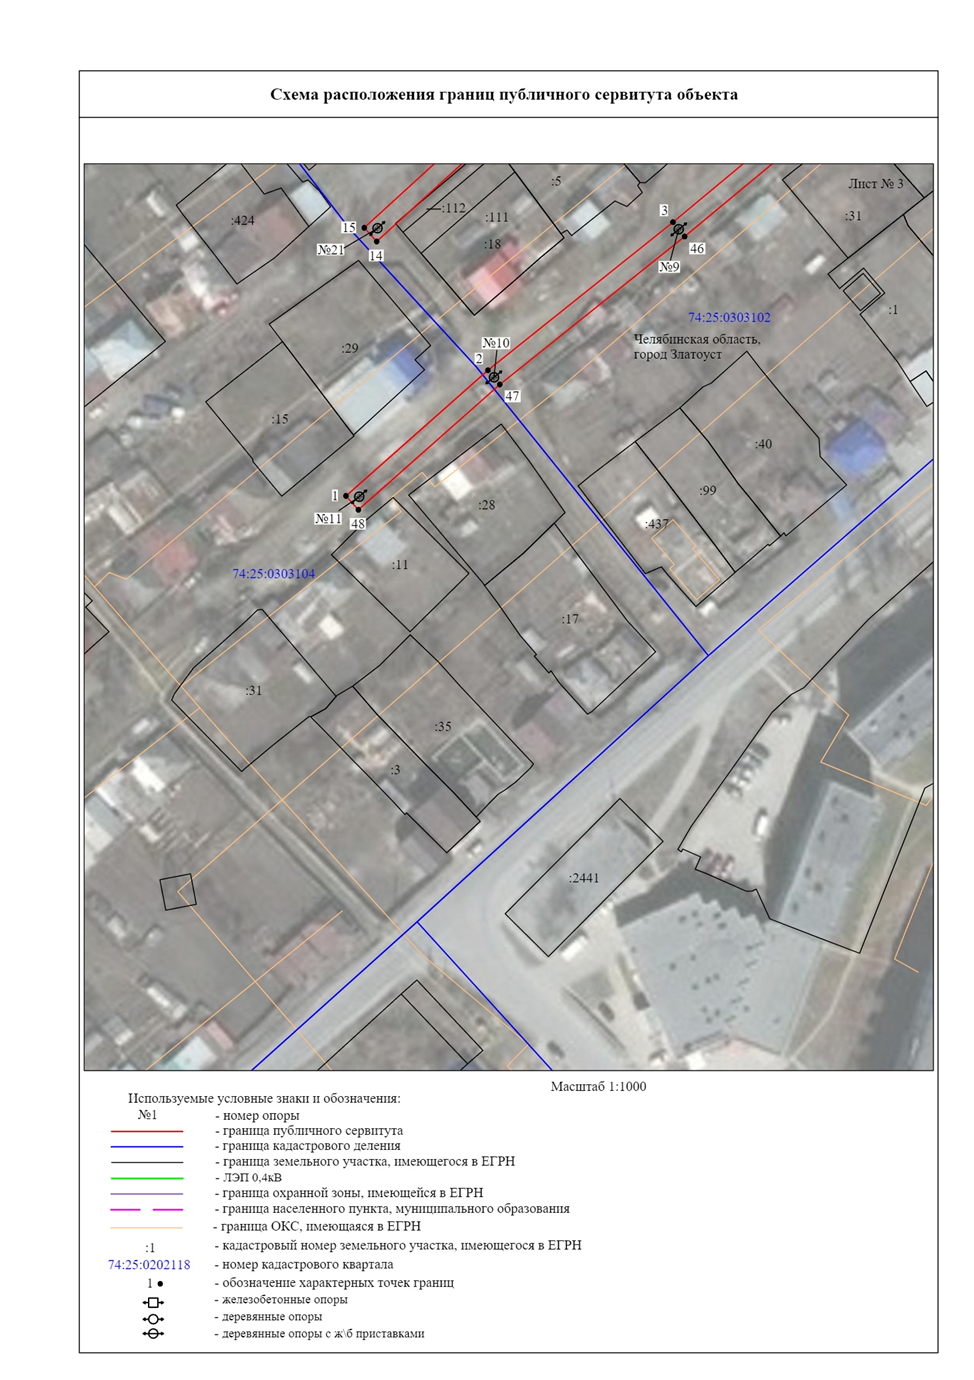 Схема расположения границ публичного сервитута объекта
Лист № 3
:5
:424
:112
:111
:31
15
3
№21
14
:18
46
№9
:1
74:25:0303102
Челябинская область,
город Златоуст
:29
№10
2
47
:15
:40
:99
1
№11
48
:28
:437
:11
74:25:0303104
:17
:31
:35
:3
:2441
Масштаб 1:1000
Используемые условные знаки и обозначения:
№1 - номер опоры
- граница публичного сервитута
- граница кадастрового деления
- граница земельного участка, имеющегося в ЕГРН
- ЛЭП 0,4кВ
- граница охранной зоны, имейщейся в ЕГРН
- граница населенного пункта, муниципального образования
- граница ОКС, имеющаяся в ЕГРН
:1 - кадастровый номер земельного участка, имеющегося в ЕГРН
74:25:0202118 - номер кадастрового квартала
1 - обозначение характерных точек границ
- железобетонные опоры
- деревянные опоры
- деревянные опоры с ж\б приставками